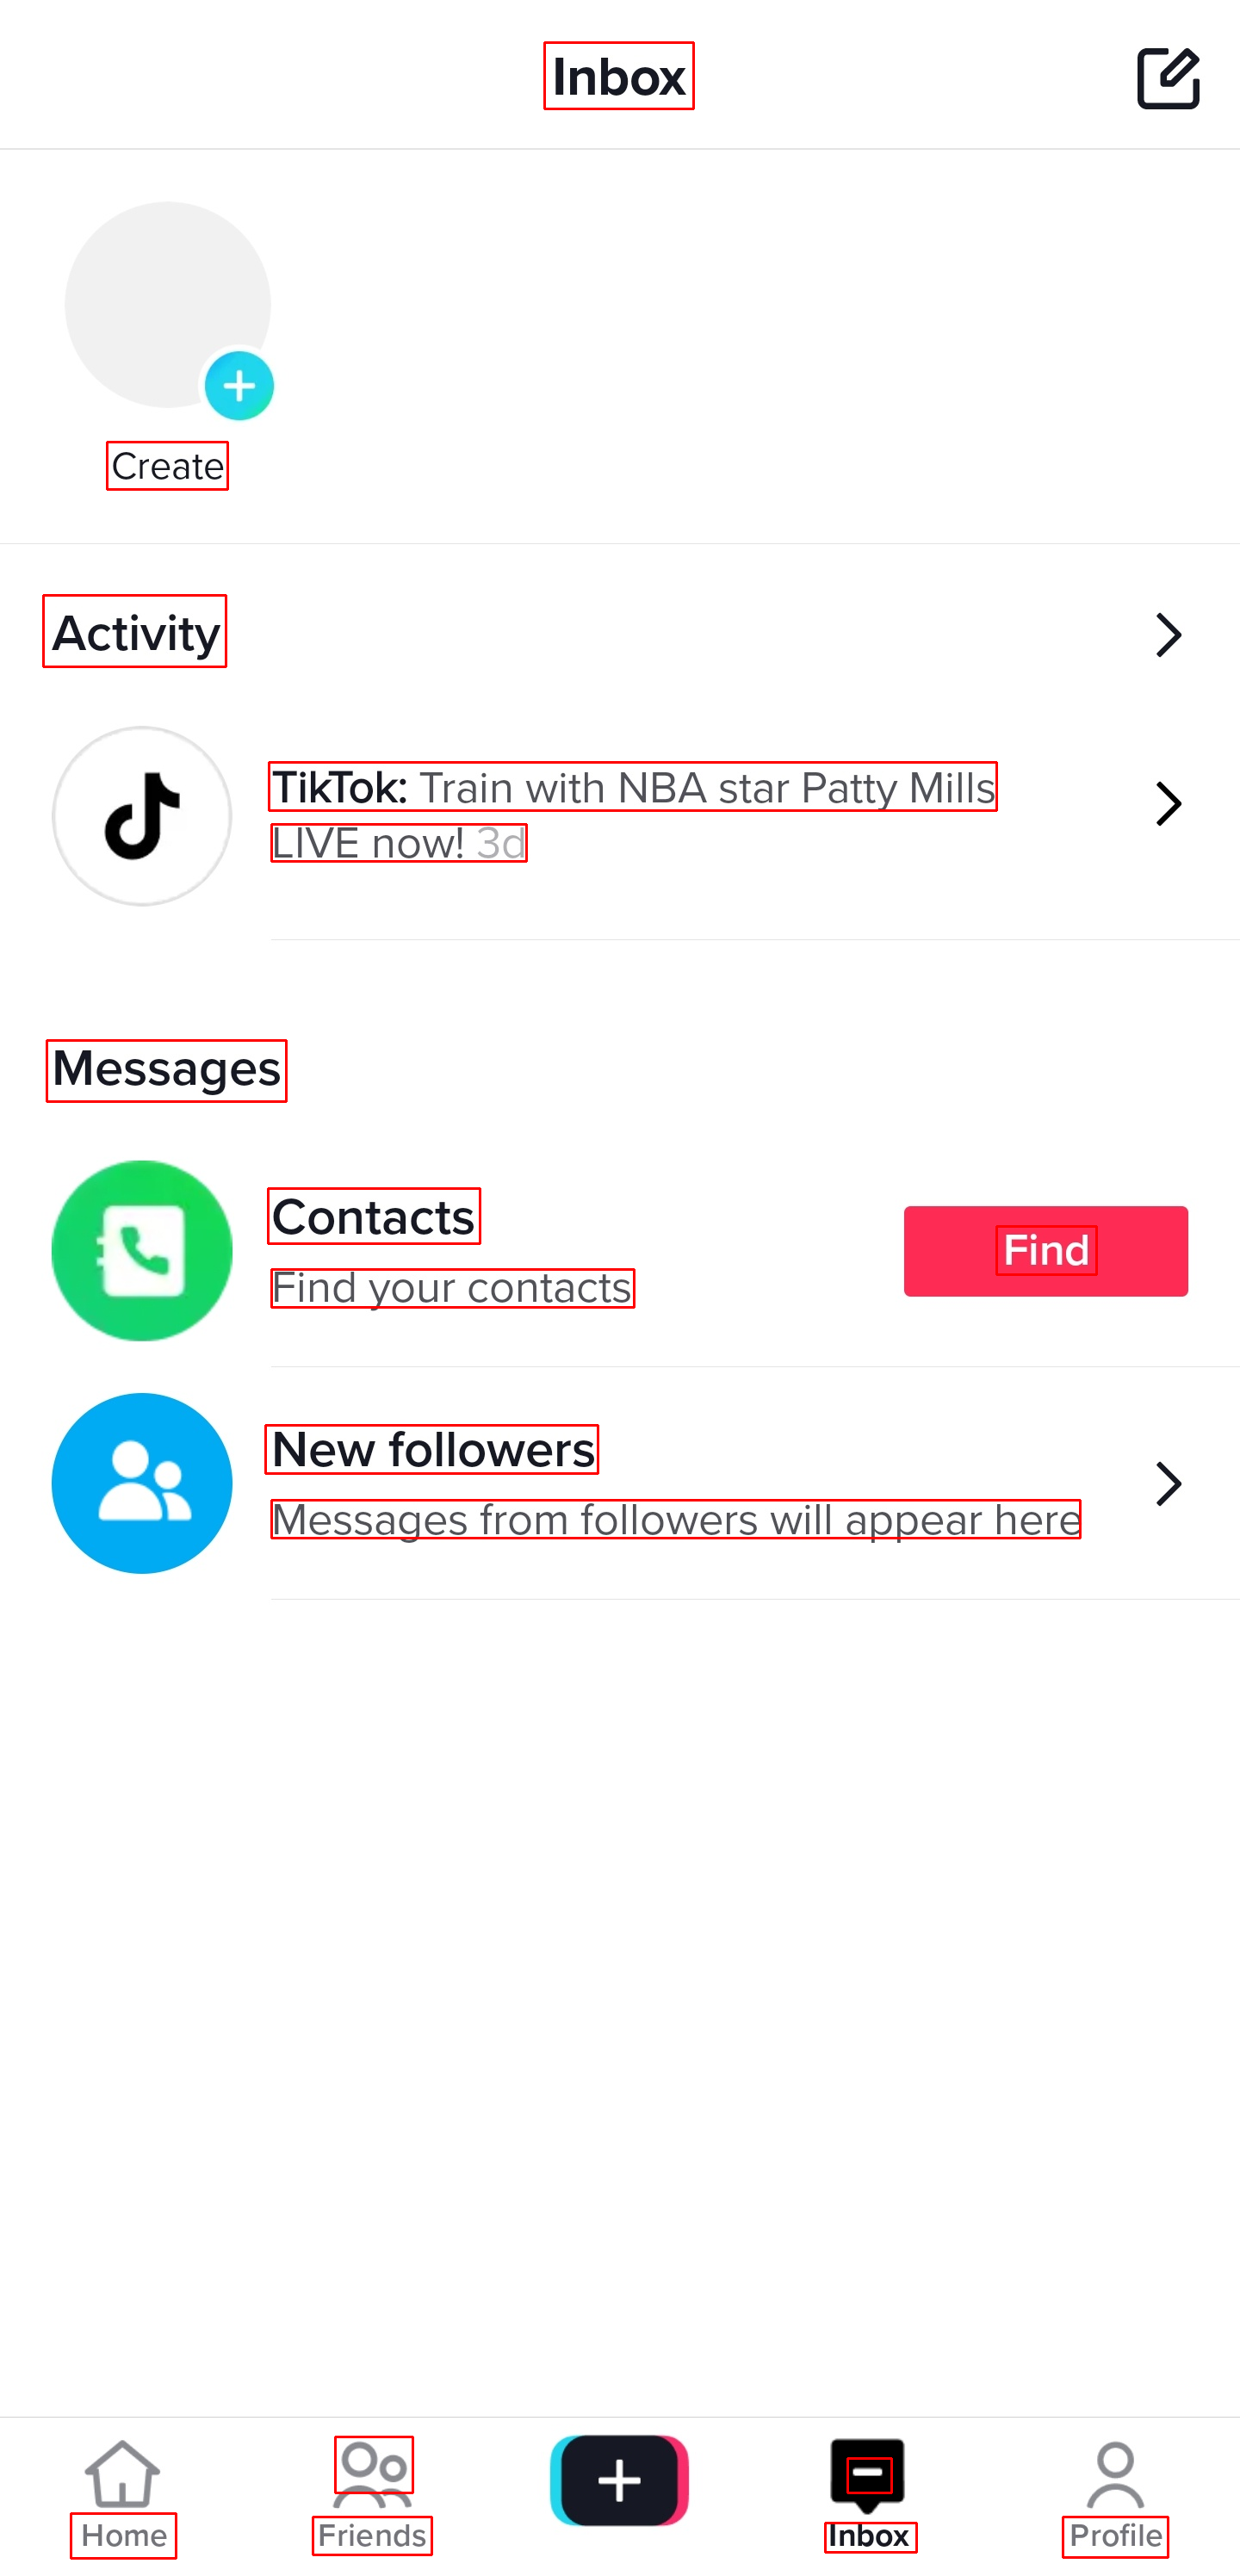 Inbox
Create
Activity
TikTok: Train with NBA star Patty Mills
LIVE now! 3d
Messages
Contacts
Find your contacts
Find
New followers
Messages from followers will appear here
Home
Friends
Inbox
Profile